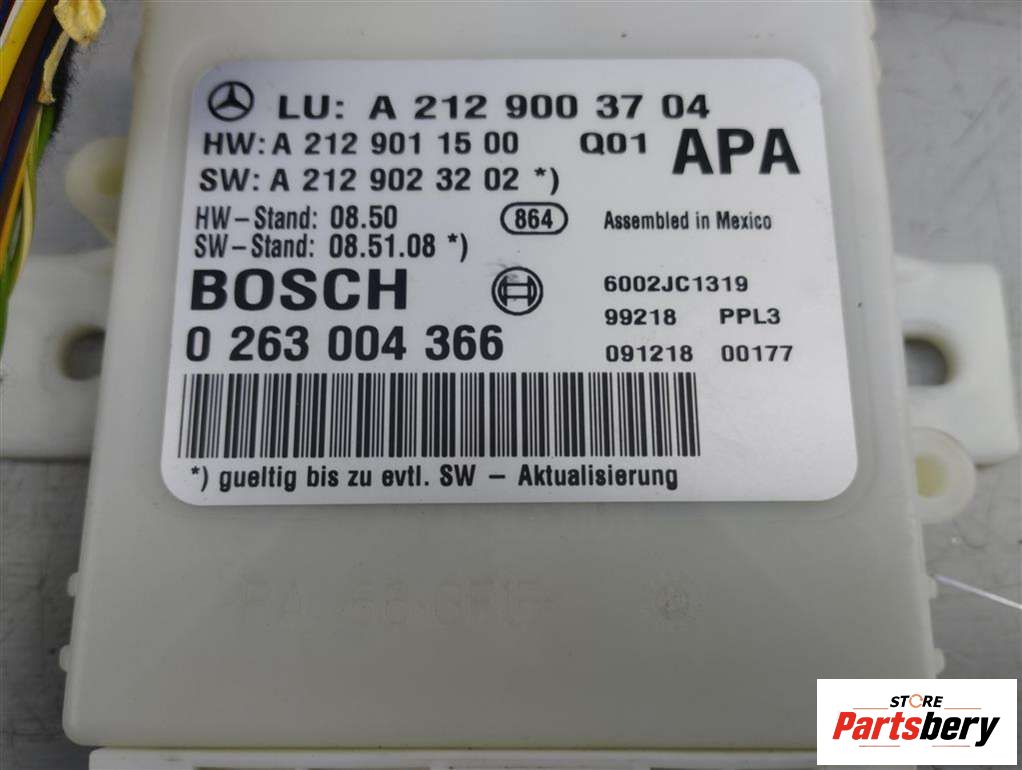 LU: A 212 900 37 04
HW: A 212 901 15 00 Q01 APA
SW: A 212 902 32 02 *)
HW-Stand: 08.50 864 Assembled in Mexico
SW-Stand: 08.51.08 *)
BOSCH 6002JC1319
99218 PPL3
0 263 004 366 091218 00177
*) gueltig bis zu evtl. SW - Aktualisierung
STORE
Partsbery